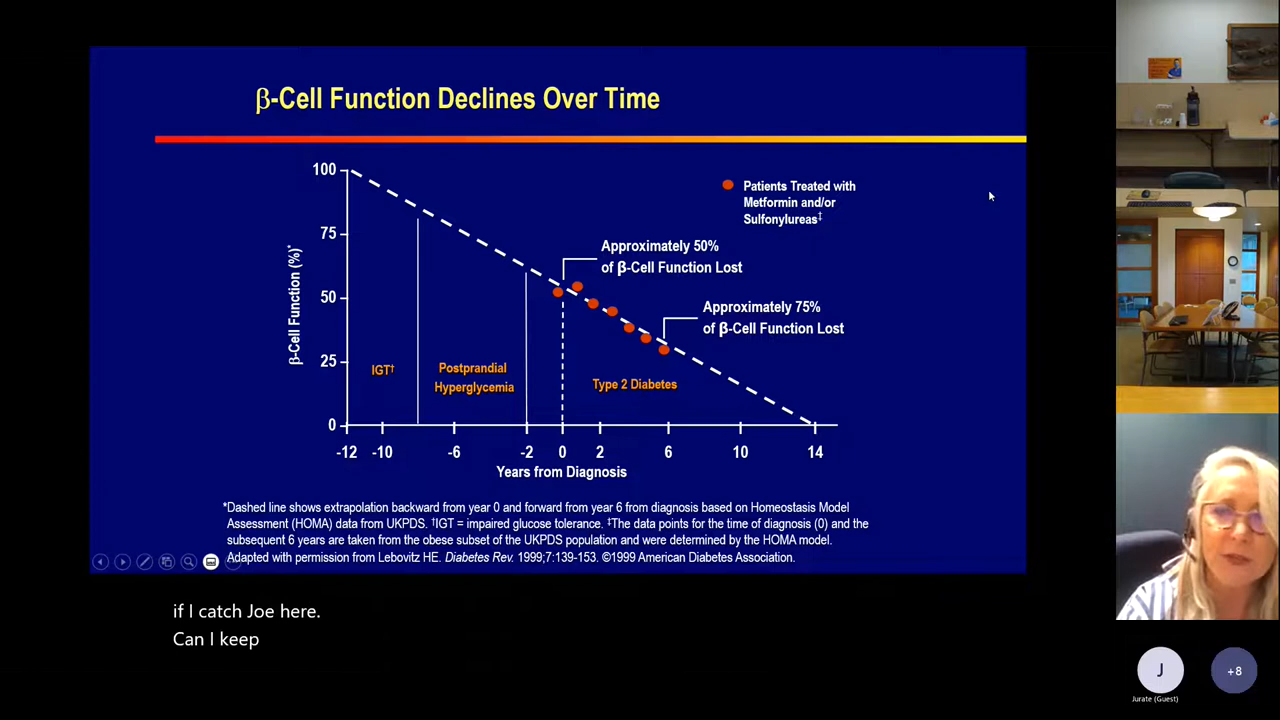 β-Cell Function Declines Over Time
100
75
50
25
0
β-Cell Function (%)*
Patients Treated with
Metformin and/or
Sulfonylureas‡
Approximately 50%
of β-Cell Function Lost
Approximately 75%
of β-Cell Function Lost
IGT†
Postprandial
Hyperglycemia
Type 2 Diabetes
-12 -10 -6 -2 0 2 6 10 14
Years from Diagnosis
*Dashed line shows extrapolation backward from year 0 and forward from year 6 from diagnosis based on Homeostasis Model
Assessment (HOMA) data from UKPDS. †IGT = impaired glucose tolerance. ‡The data points for the time of diagnosis (0) and the
subsequent 6 years are taken from the obese subset of the UKPDS population and were determined by the HOMA model.
Adapted with permission from Lebovitz HE. Diabetes Rev. 1999;7:139-153. ©1999 American Diabetes Association.
if I catch Joe here.
Can I keep
J
+8
Jurate (Guest)